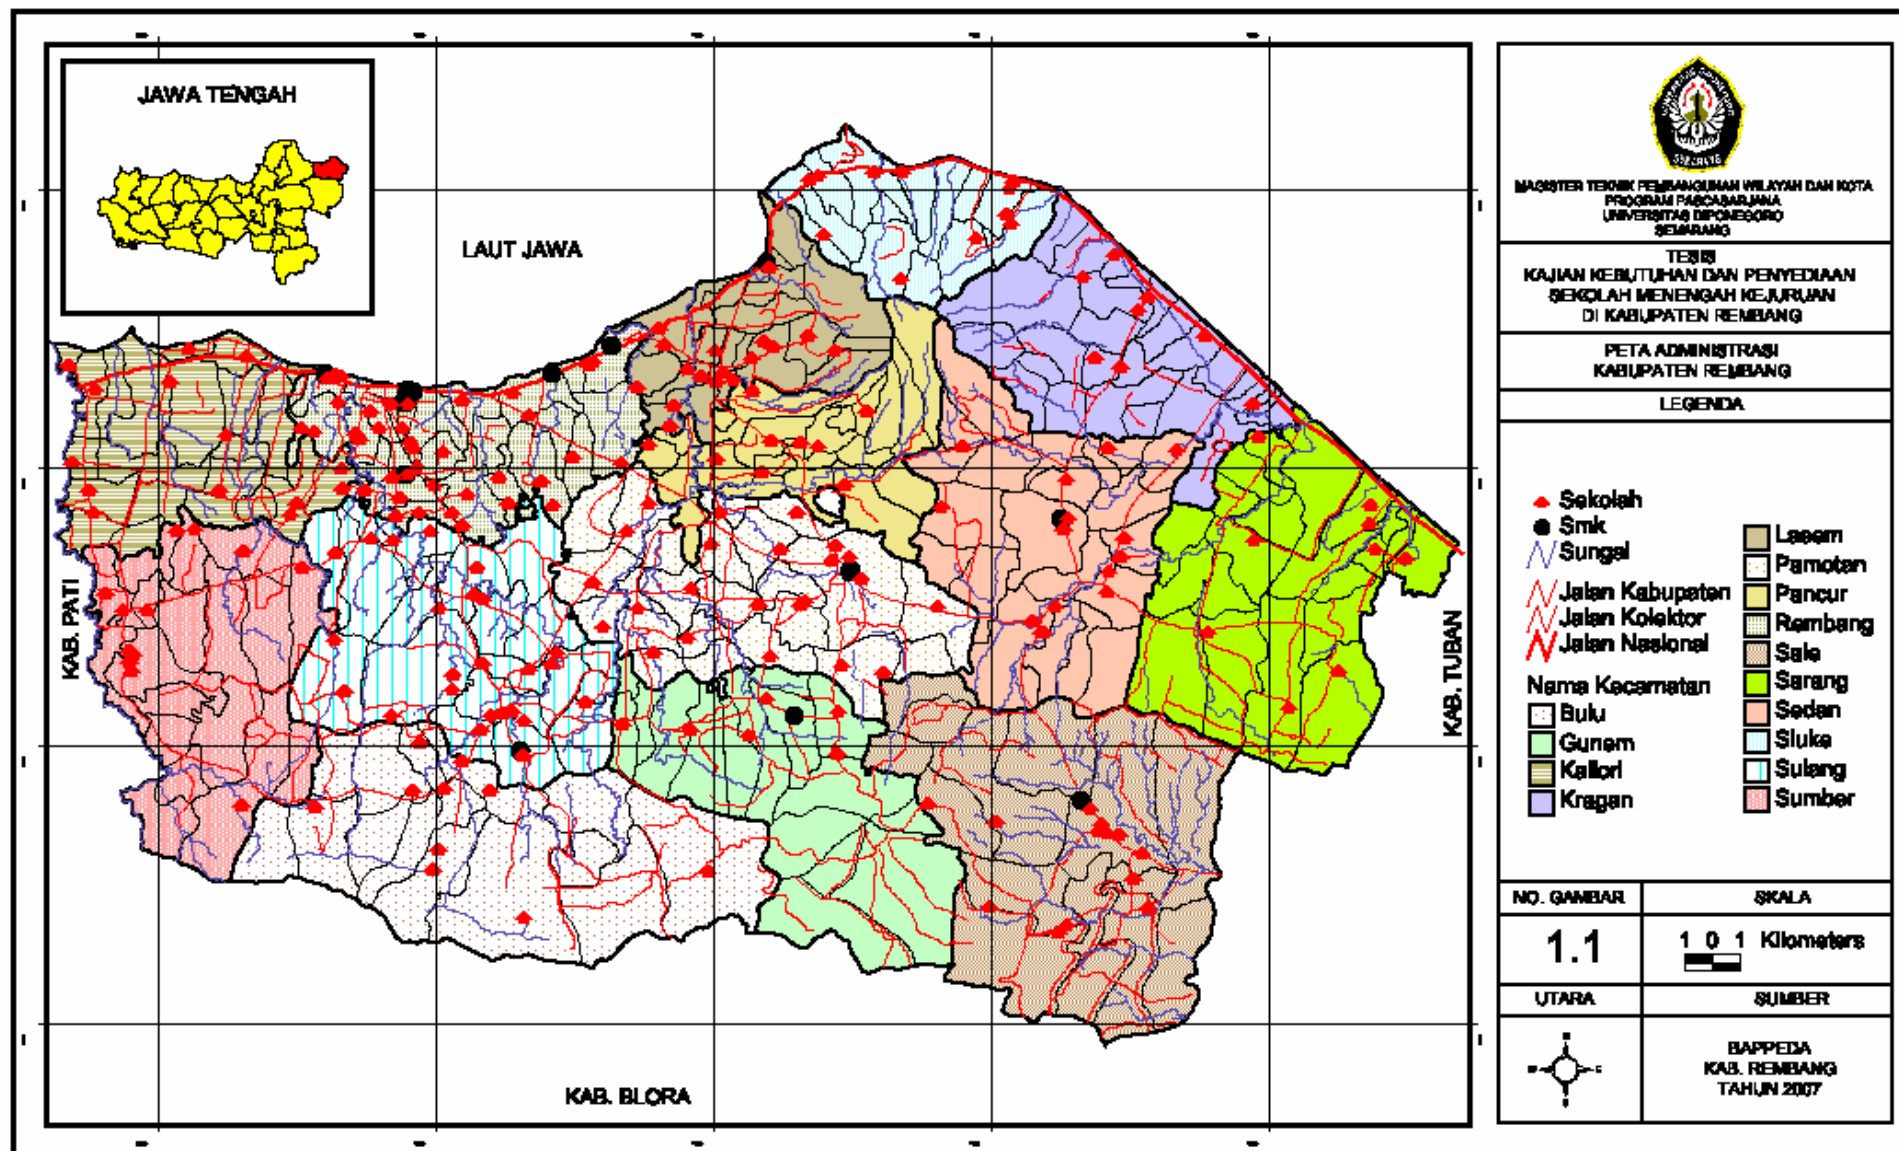 JAWA TENGAH
LAUT JAWA
KAB. PATI
KAB. TUBAN
KAB. BLORA
MAGISTER TEKNIK PEMBANGUNAN WILAYAH DAN KOTA
PROGRAM PASCASARJANA
UNIVERSITAS DIPONEGORO
SEMARANG
TESIS
KAJIAN KEBUTUHAN DAN PENYEDIAAN
SEKOLAH MENENGAH KEJURUAN
DI KABUPATEN REMBANG
PETA ADMINISTRASI
KABUPATEN REMBANG
LEGENDA
Sekolah
Smk
Sungai
Jalan Kabupaten
Jalan Kolektor
Jalan Nasional
Nama Kecamatan
Bulu
Gunem
Kaliori
Kragan
Lasem
Pamotan
Pancur
Rembang
Sale
Sarang
Sedan
Sluke
Sulang
Sumber
NO. GAMBAR
1.1
SKALA
1 0 1 Kilometers
UTARA
SUMBER
BAPPEDA
KAB. REMBANG
TAHUN 2007